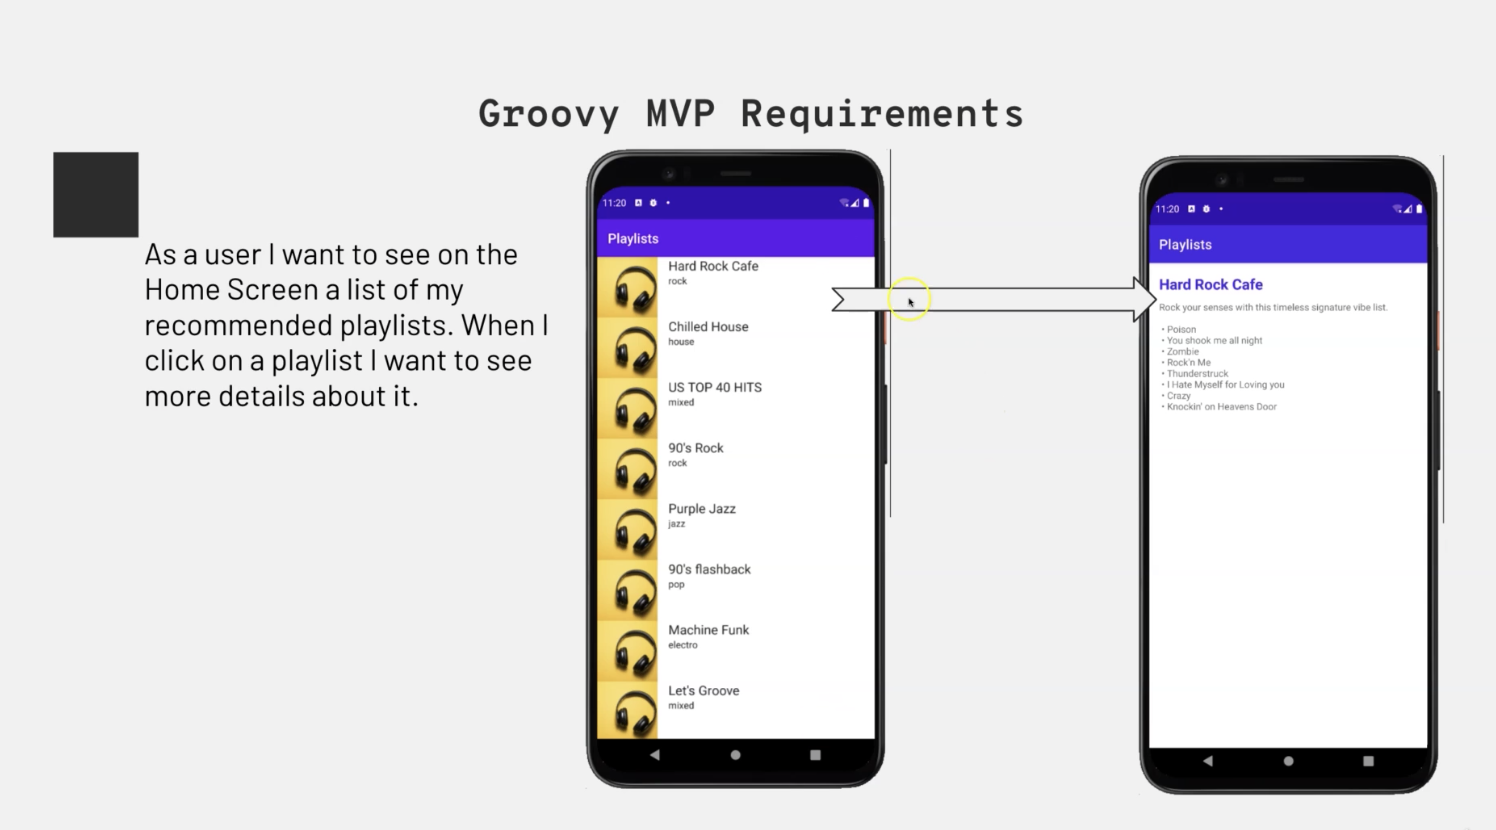 Groovy MVP Requirements
As a user I want to see on the
Home Screen a list of my
recommended playlists. When I
click on a playlist I want to see
more details about it.
11:20
Playlists
Hard Rock Cafe
rock
Chilled House
house
US TOP 40 HITS
mixed
90's Rock
rock
Purple Jazz
jazz
90's flashback
pop
Machine Funk
electro
Let's Groove
mixed
11:20
Playlists
Hard Rock Cafe
Rock your senses with this timeless signature vibe list.
• Poison
• You shook me all night
• Zombie
• Rock'n Me
• Thunderstruck
• I Hate Myself for Loving you
• Crazy
• Knockin' on Heavens Door